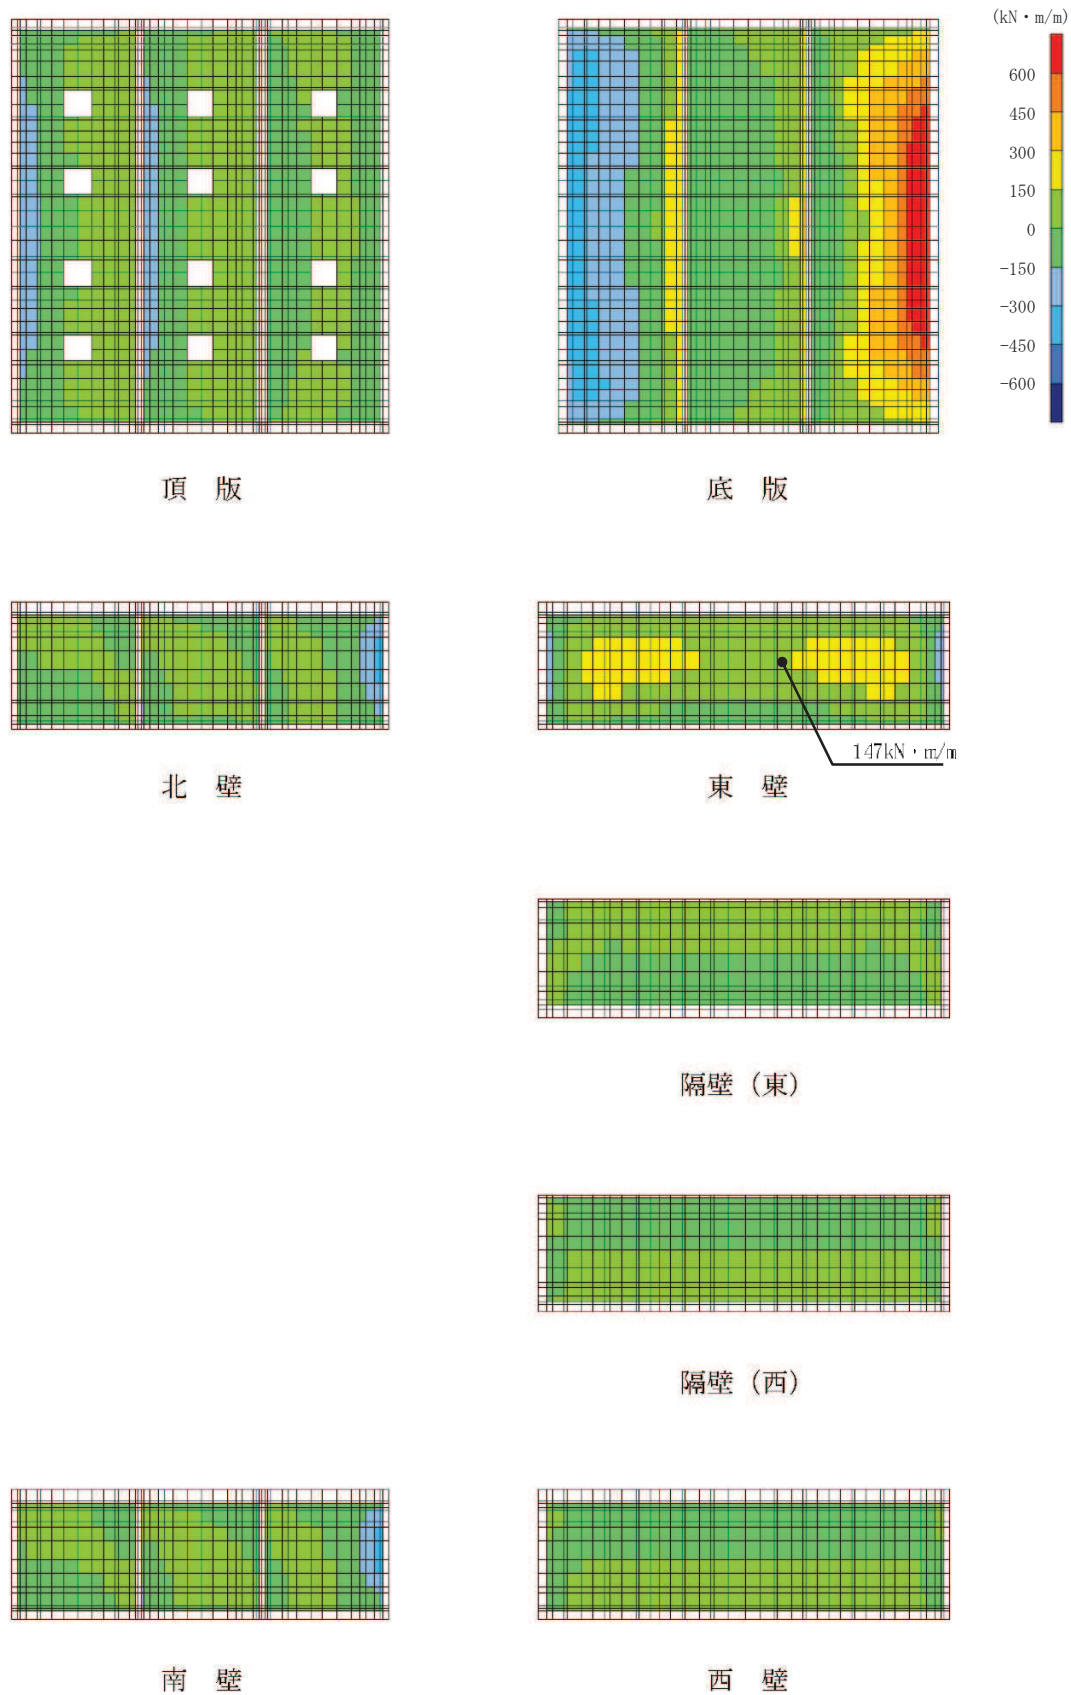 (kN・m/m)
600
450
300
150
0
-150
-300
-450
-600
頂　版
底　版
147kN・m/m
北　壁
東　壁
隔壁（東）
隔壁（西）
南　壁
西　壁